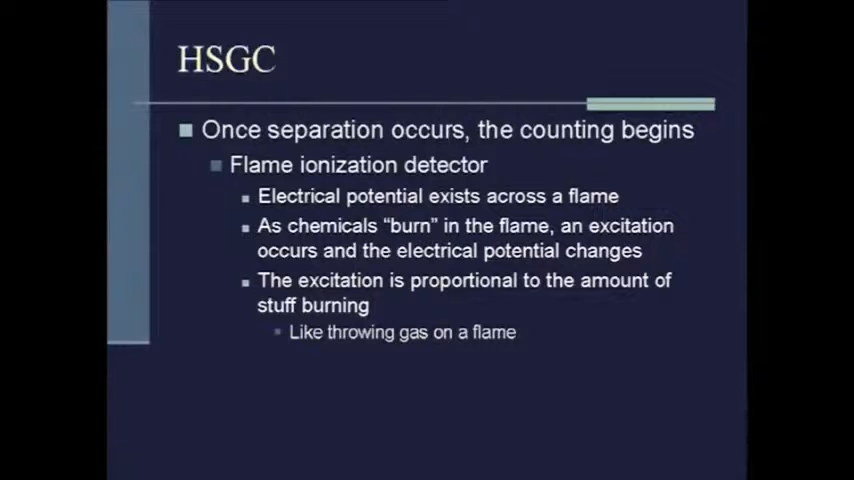 HSGC
Once separation occurs, the counting begins
Flame ionization detector
Electrical potential exists across a flame
As chemicals “burn” in the flame, an excitation
occurs and the electrical potential changes
The excitation is proportional to the amount of
stuff burning
Like throwing gas on a flame